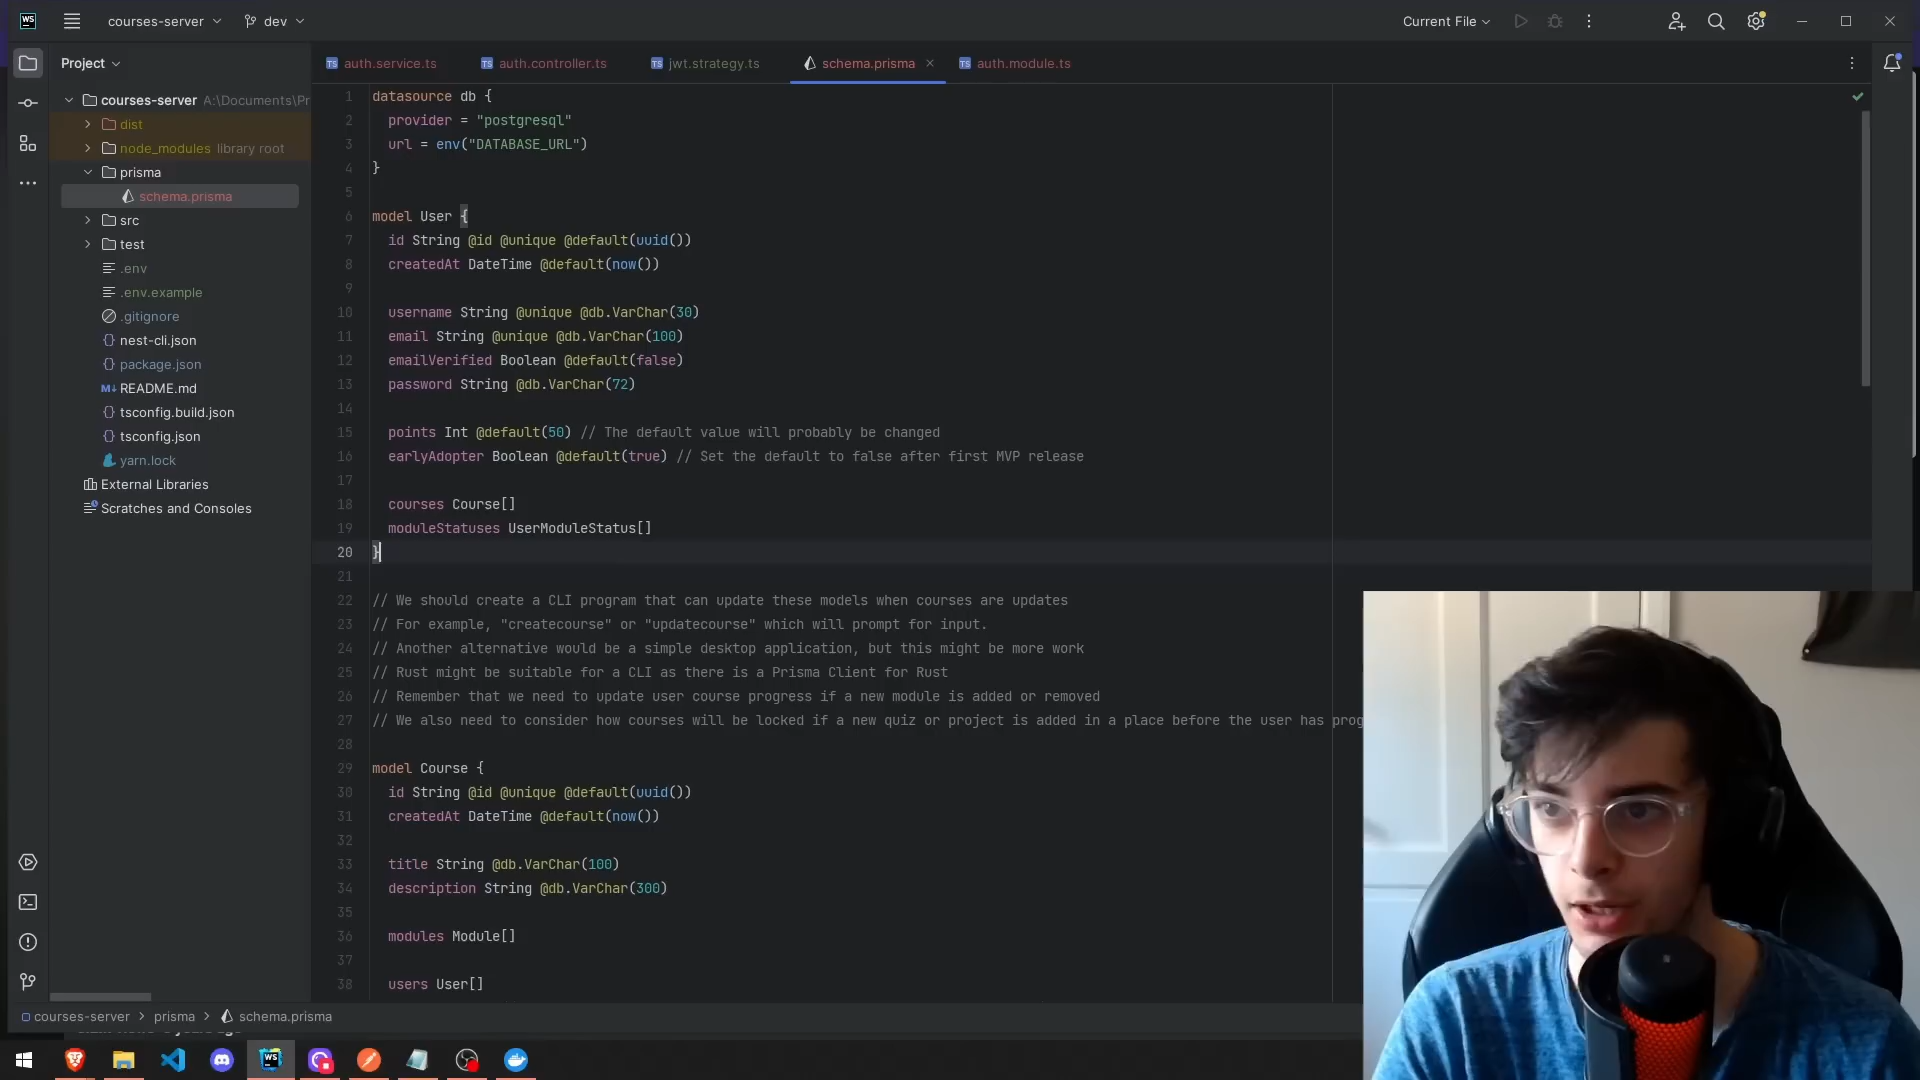 WS
courses-server
dev
Current File
Project
TS auth.service.ts
TS auth.controller.ts
TS jwt.strategy.ts
schema.prisma
TS auth.module.ts
courses-server A:\Documents\Pr
dist
node_modules library root
prisma
schema.prisma
src
test
.env
.env.example
.gitignore
nest-cli.json
package.json
M↓ README.md
tsconfig.build.json
tsconfig.json
yarn.lock
External Libraries
Scratches and Consoles
1 datasource db {
2 provider = "postgresql"
3 url = env("DATABASE_URL")
4 }
5
6 model User {
7 id String @id @unique @default(uuid())
8 createdAt DateTime @default(now())
9
10 username String @unique @db.VarChar(30)
11 email String @unique @db.VarChar(100)
12 emailVerified Boolean @default(false)
13 password String @db.VarChar(72)
14
15 points Int @default(50) // The default value will probably be changed
16 earlyAdopter Boolean @default(true) // Set the default to false after first MVP release
17
18 courses Course[]
19 moduleStatuses UserModuleStatus[]
20 }
21
22 // We should create a CLI program that can update these models when courses are updates
23 // For example, "createcourse" or "updatecourse" which will prompt for input.
24 // Another alternative would be a simple desktop application, but this might be more work
25 // Rust might be suitable for a CLI as there is a Prisma Client for Rust
26 // Remember that we need to update user course progress if a new module is added or removed
27 // We also need to consider how courses will be locked if a new quiz or project is added in a place before the user has prog
28
29 model Course {
30 id String @id @unique @default(uuid())
31 createdAt DateTime @default(now())
32
33 title String @db.VarChar(100)
34 description String @db.VarChar(300)
35
36 modules Module[]
37
38 users User[]
courses-server > prisma > schema.prisma
WS